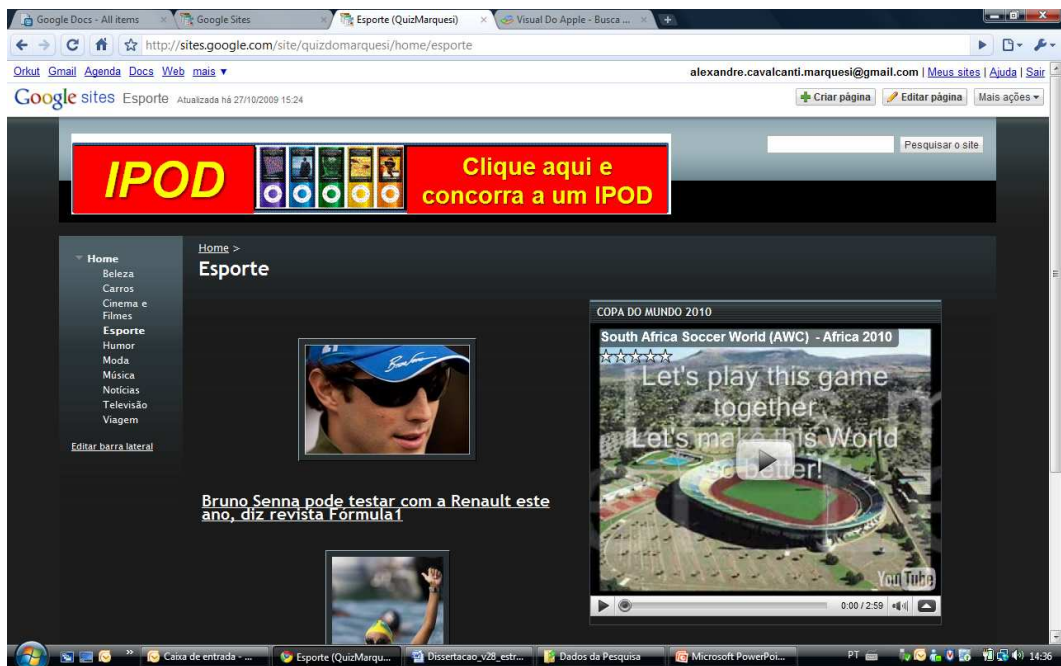 Google Docs - All items
Google Sites
Esporte (QuizMarquesi)
Visual Do Apple - Busca ...
http://sites.google.com/site/quizdomarquesi/home/esporte
Orkut Gmail Agenda Docs Web mais ▼
alexandre.cavalcanti.marquesi@gmail.com | Meus sites | Ajuda | Sair
Google sites Esporte Atualizada há 27/10/2009 15:24
Criar página
Editar página
Mais ações
Pesquisar o site
IPOD
Clique aqui e
concorra a um IPOD
Home
Beleza
Carros
Cinema e
Filmes
Esporte
Humor
Moda
Música
Notícias
Televisão
Viagem
Editar barra lateral
Home >
Esporte
Bruno Senna pode testar com a Renault este
ano, diz revista Fórmula1
COPA DO MUNDO 2010
South Africa Soccer World (AWC) - Africa 2010
Let's play this game
together
Let's make this World
so better!
YouTube
0:00 / 2:59
Caixa de entrada - ...
Esporte (QuizMarqu...
Dissertacao_v28_estr...
Dados da Pesquisa
Microsoft PowerPoi...
PT
14:36